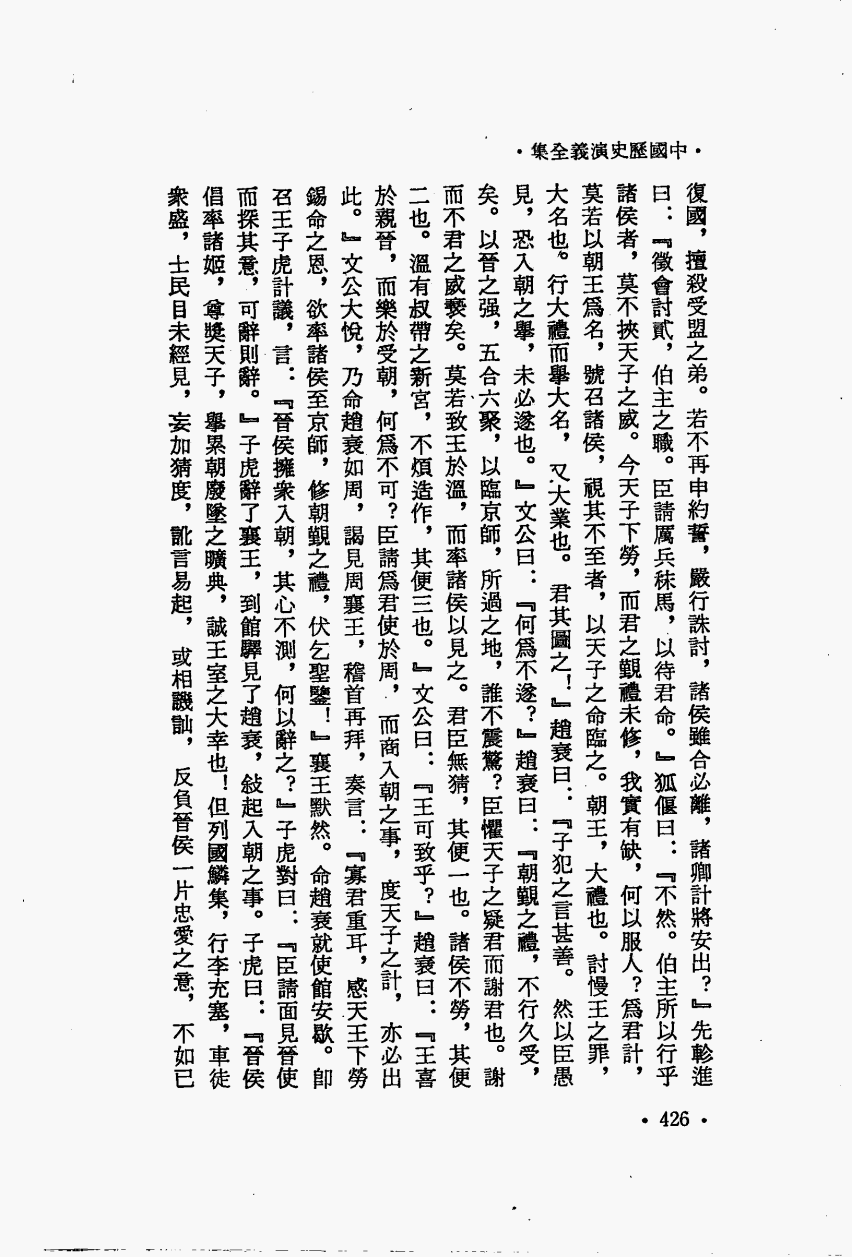 •中國歷史演義全集•
復國，擅殺受盟之弟。若不再申約誓，嚴行誅討，諸侯雖合必離，諸卿計將安出？』先軫進
曰：『徵會討貳，伯主之職。臣請厲兵秣馬，以待君命。』狐偃曰：『不然。伯主所以行乎
諸侯者，莫不挾天子之威。今天子下勞，而君之覲禮未修，我實有缺，何以服人？爲君計，
莫若以朝王爲名，號召諸侯，視其不至者，以天子之命臨之。朝王，大禮也。討慢王之罪，
大名也。行大禮而舉大名，又大業也。君其圖之！』趙衰曰：『子犯之言甚善。然以臣愚
見，恐入朝之舉，未必遂也。』文公曰：『何爲不遂？』趙衰曰：『朝覲之禮，不行久受，
矣。以晉之强，五合六聚，以臨京師，所過之地，誰不震驚？臣懼天子之疑君而謝君也。謝
而不君之威褻矣。莫若致王於溫，而率諸侯以見之。君臣無猜，其便一也。諸侯不勞，其便
二也。溫有叔帶之新宮，不煩造作，其便三也。』文公曰：『王可致乎？』趙衰曰：『王喜
於親晉，而樂於受朝，何爲不可？臣請爲君使於周，而商入朝之事，度天子之計，亦必出
此。』文公大悅，乃命趙衰如周，謁見周襄王，稽首再拜，奏言：『寡君重耳，感天王下勞
錫命之恩，欲率諸侯至京師，修朝覲之禮，伏乞聖鑒！』襄王默然。命趙衰就使館安歇。卽
召王子虎計議，言：『晉侯擁衆入朝，其心不測，何以辭之？』子虎對曰：『臣請面見晉使
而探其意，可辭則辭。』子虎辭了襄王，到館驛見了趙衰，敍起入朝之事。子虎曰：『晉侯
倡率諸姬，尊獎天子，舉累朝廢墜之曠典，誠王室之大幸也！但列國鱗集，行李充塞，車徒
衆盛，士民目未經見，妄加猜度，訛言易起，或相譏訕，反負晉侯一片忠愛之意，不如已
•426•